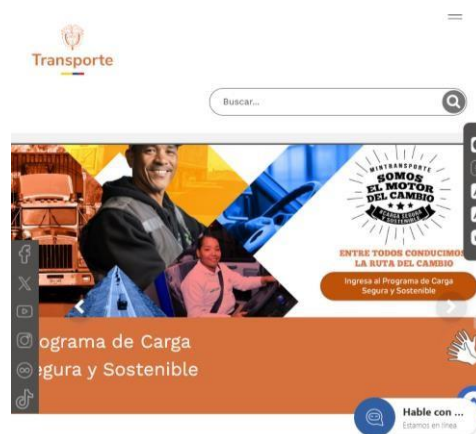 Transporte
Buscar...
MINTRANSPORTE
SOMOS
EL MOTOR
DEL CAMBIO
#CARGA SEGURA
Y SOSTENIBLE
ENTRE TODOS CONDUCIMOS
LA RUTA DEL CAMBIO
Ingresa al Programa de Carga
Segura y Sostenible
ograma de Carga
egura y Sostenible
Hable con ...
Estamos en línea